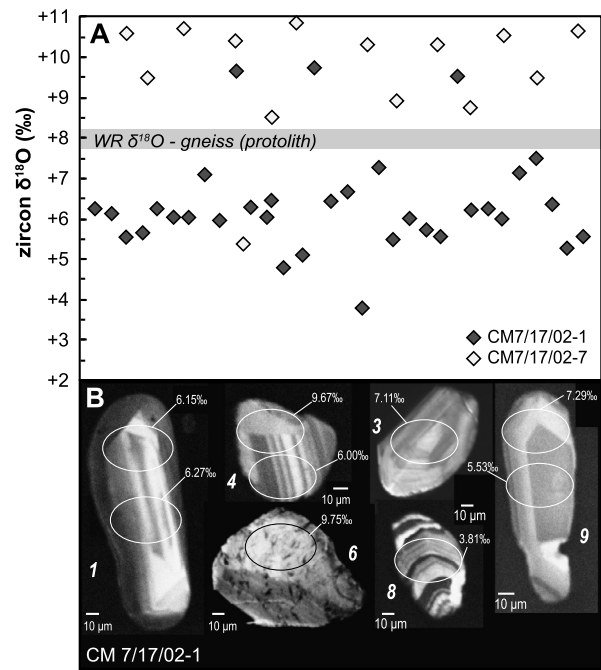 +11
A
+10
+9
+8
WR δ18O - gneiss (protolith)
+7
+6
+5
+4
+3
+2
zircon δ18O (‰)
CM7/17/02-1
CM7/17/02-7
B
6.15‰
6.27‰
1
10 µm
9.67‰
6.00‰
4
10 µm
7.11‰
3
10 µm
7.29‰
5.53‰
9
10 µm
9.75‰
6
10 µm
3.81‰
8
10 µm
CM 7/17/02-1